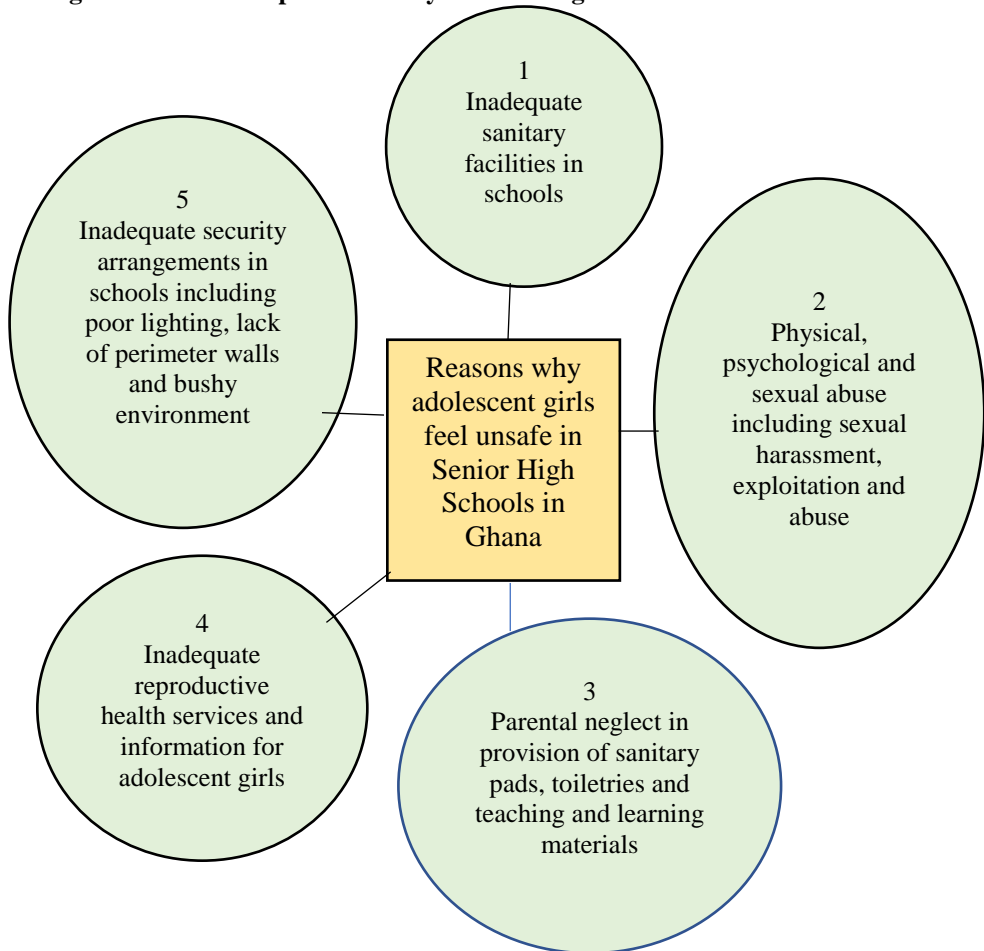 1
Inadequate
sanitary
facilities in
schools
5
Inadequate security
arrangements in
schools including
poor lighting, lack
of perimeter walls
and bushy
environment
2
Physical,
psychological and
sexual abuse
including sexual
harassment,
exploitation and
abuse
Reasons why
adolescent girls
feel unsafe in
Senior High
Schools in
Ghana
4
Inadequate
reproductive
health services and
information for
adolescent girls
3
Parental neglect in
provision of sanitary
pads, toiletries and
teaching and learning
materials